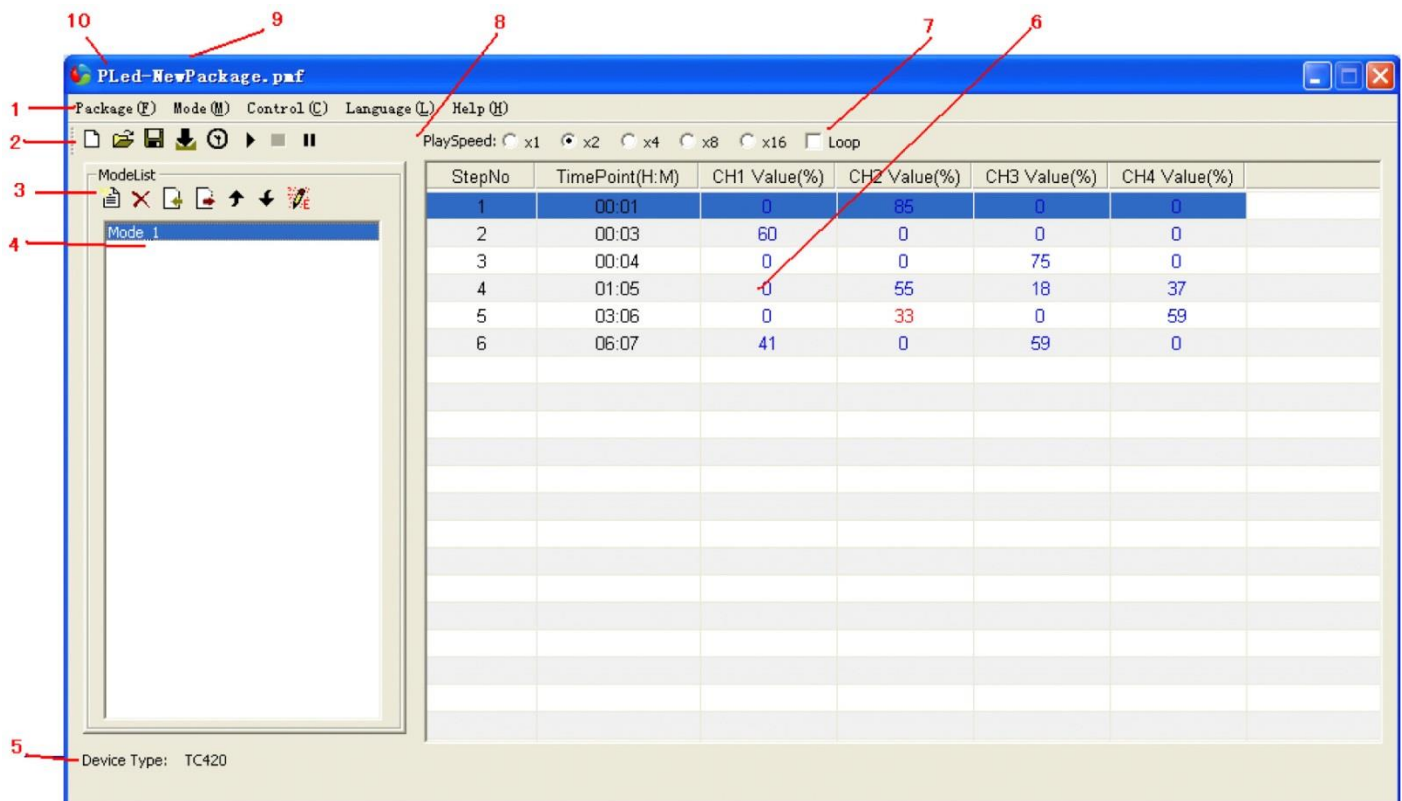 10 9 8 7 6
PLed-NewPackage.pmf
1 Package(F) Mode(M) Control(C) Language(L) Help(H)
2 PlaySpeed: x1 x2 x4 x8 x16 Loop
ModeList
3
4 Mode_1
StepNo TimePoint(H:M) CH1 Value(%) CH2 Value(%) CH3 Value(%) CH4 Value(%)
1 00:01 0 85 0 0
2 00:03 60 0 0 0
3 00:04 0 0 75 0
4 01:05 0 55 18 37
5 03:06 0 33 0 59
6 06:07 41 0 59 0
5 Device Type: TC420